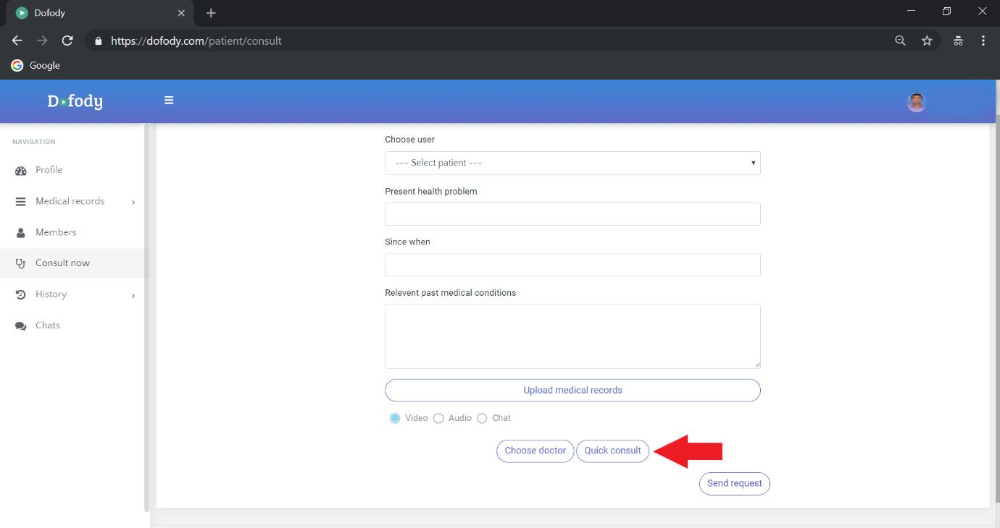 Dofody
https://dofody.com/patient/consult
Google
Dofody
NAVIGATION
Profile
Medical records
Members
Consult now
History
Chats
Choose user
--- Select patient ---
Present health problem
Since when
Relevent past medical conditions
Upload medical records
Video Audio Chat
Choose doctor Quick consult
Send request